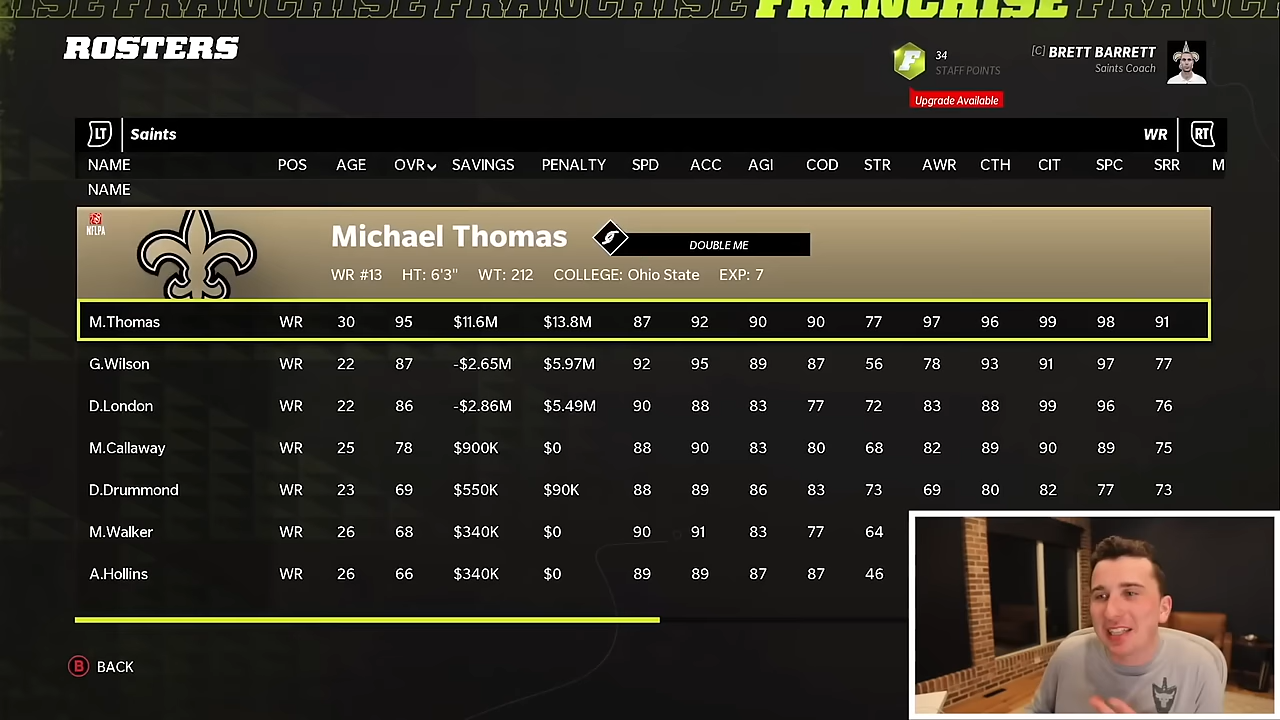 FRANCHISE FRANCHISE FRANCHISE FRANCHISE
ROSTERS
34
STAFF POINTS
Upgrade Available
[C] BRETT BARRETT
Saints Coach
LT Saints WR RT
NAME POS AGE OVR SAVINGS PENALTY SPD ACC AGI COD STR AWR CTH CIT SPC SRR M
NAME
NFLPA
Michael Thomas DOUBLE ME
WR #13 HT: 6'3" WT: 212 COLLEGE: Ohio State EXP: 7
M.Thomas WR 30 95 $11.6M $13.8M 87 92 90 90 77 97 96 99 98 91
G.Wilson WR 22 87 -$2.65M $5.97M 92 95 89 87 56 78 93 91 97 77
D.London WR 22 86 -$2.86M $5.49M 90 88 83 77 72 83 88 99 96 76
M.Callaway WR 25 78 $900K $0 88 90 83 80 68 82 89 90 89 75
D.Drummond WR 23 69 $550K $90K 88 89 86 83 73 69 80 82 77 73
M.Walker WR 26 68 $340K $0 90 91 83 77 64
A.Hollins WR 26 66 $340K $0 89 89 87 87 46
B BACK